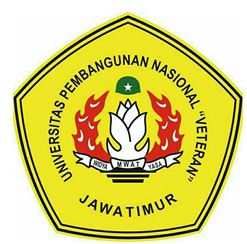 UNIVERSITAS PEMBANGUNAN NASIONAL "VETERAN"
WIDYA MWAT YASA
JAWA TIMUR